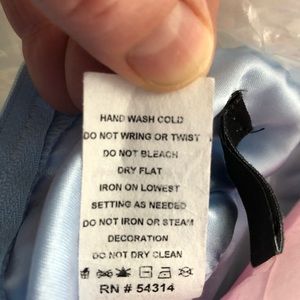 HAND WASH COLD
DO NOT WRING OR TWIST
DO NOT BLEACH
DRY FLAT
IRON ON LOWEST
SETTING AS NEEDED
DO NOT IRON OR STEAM
DECORATION
DO NOT DRY CLEAN
RN # 54314